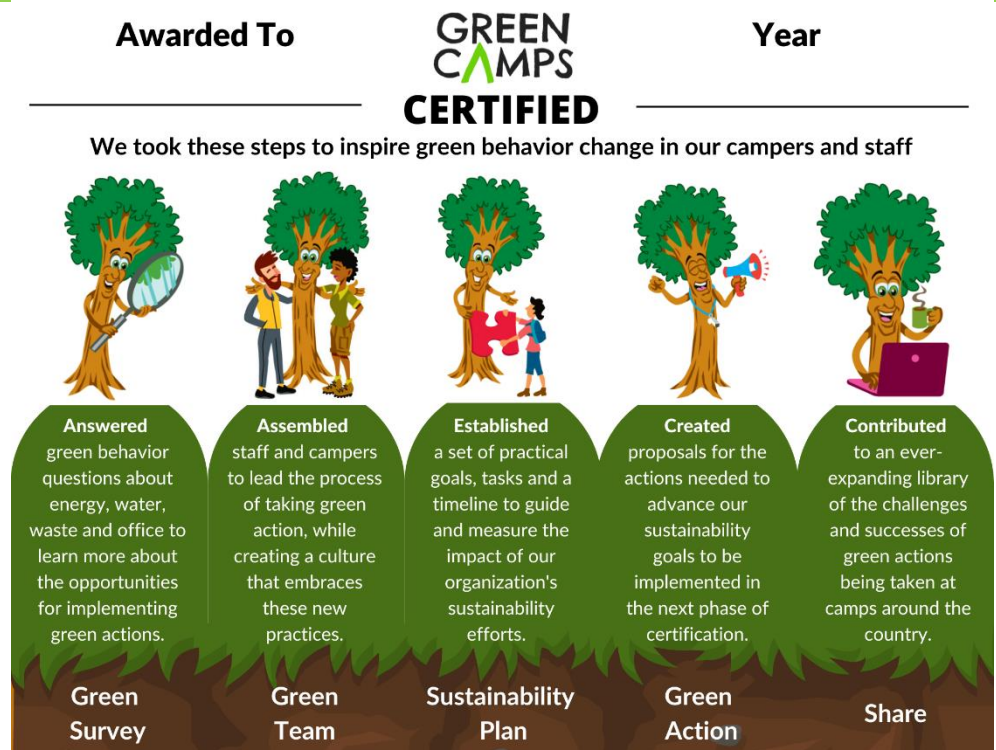 Awarded To
GREEN
CAMPS
CERTIFIED
Year
We took these steps to inspire green behavior change in our campers and staff
Answered
green behavior
questions about
energy, water,
waste and office to
learn more about
the opportunities
for implementing
green actions.
Assembled
staff and campers
to lead the process
of taking green
action, while
creating a culture
that embraces
these new
practices.
Established
a set of practical
goals, tasks and a
timeline to guide
and measure the
impact of our
organization's
sustainability
efforts.
Created
proposals for the
actions needed to
advance our
sustainability
goals to be
implemented in
the next phase of
certification.
Contributed
to an ever-
expanding library
of the challenges
and successes of
green actions
being taken at
camps around the
country.
Green
Survey
Green
Team
Sustainability
Plan
Green
Action
Share